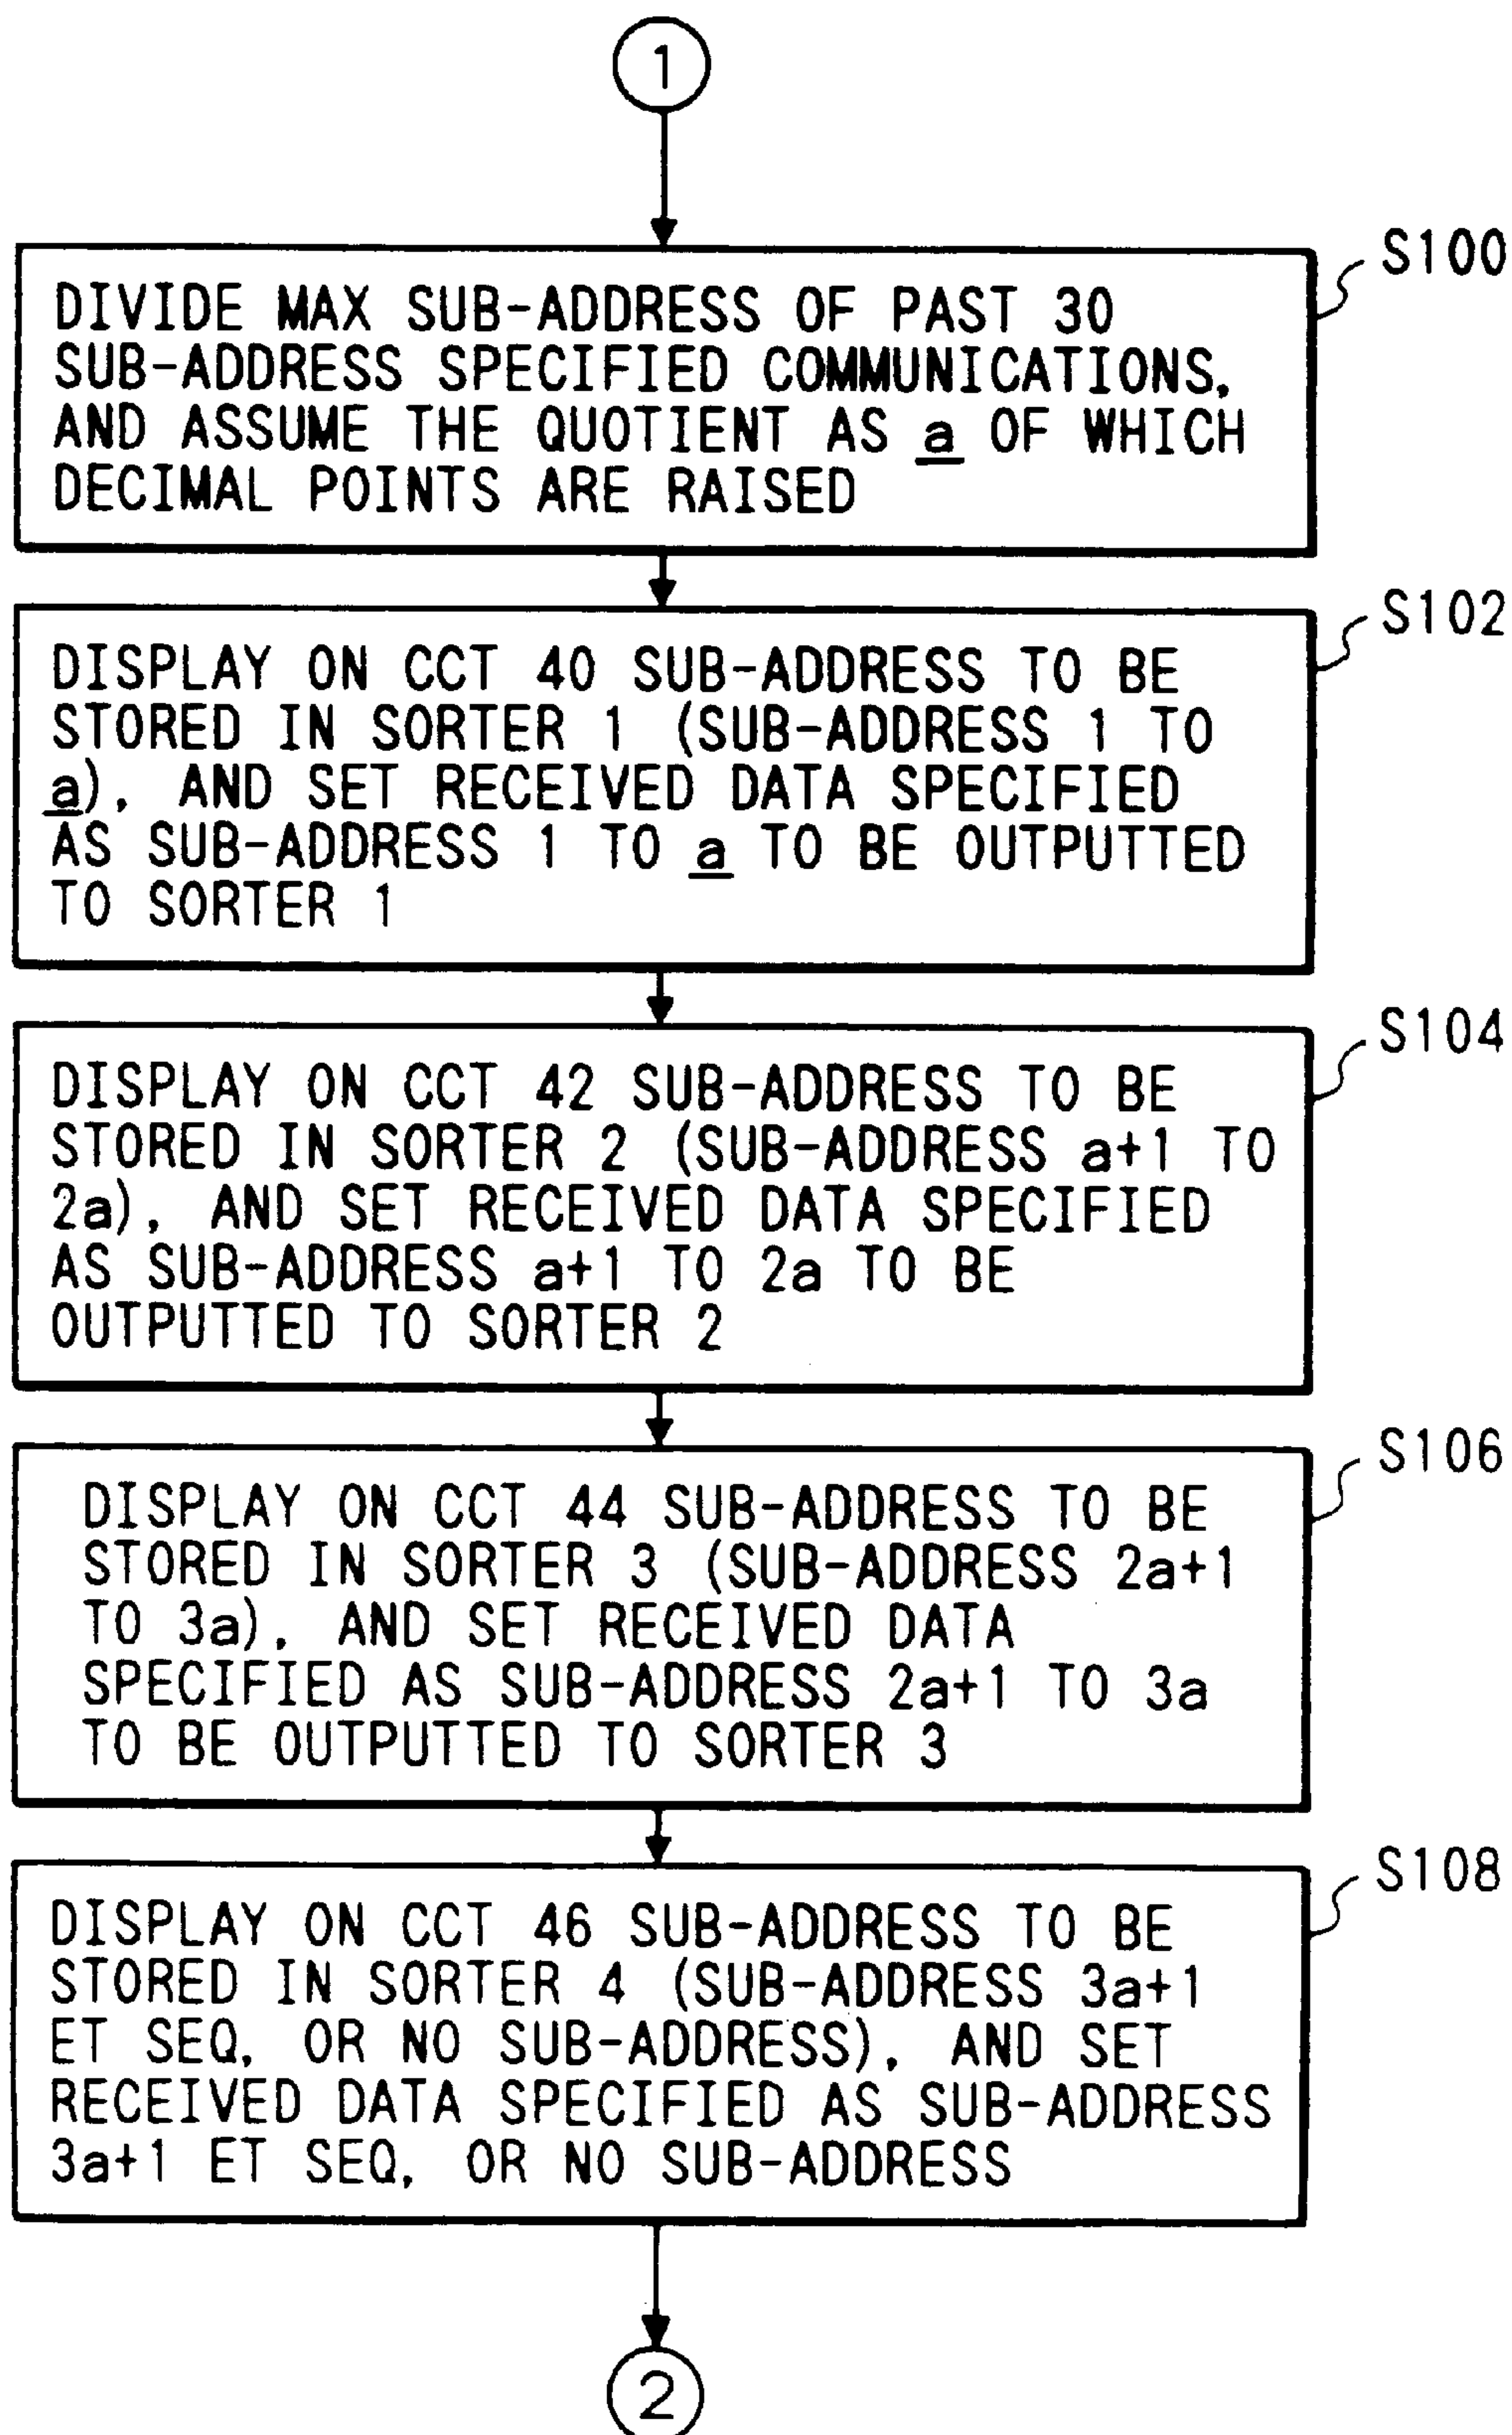 1
S100
DIVIDE MAX SUB-ADDRESS OF PAST 30
SUB-ADDRESS SPECIFIED COMMUNICATIONS,
AND ASSUME THE QUOTIENT AS a OF WHICH
DECIMAL POINTS ARE RAISED
S102
DISPLAY ON CCT 40 SUB-ADDRESS TO BE
STORED IN SORTER 1 (SUB-ADDRESS 1 TO
a), AND SET RECEIVED DATA SPECIFIED
AS SUB-ADDRESS 1 TO a TO BE OUTPUTTED
TO SORTER 1
S104
DISPLAY ON CCT 42 SUB-ADDRESS TO BE
STORED IN SORTER 2 (SUB-ADDRESS a+1 TO
2a), AND SET RECEIVED DATA SPECIFIED
AS SUB-ADDRESS a+1 TO 2a TO BE
OUTPUTTED TO SORTER 2
S106
DISPLAY ON CCT 44 SUB-ADDRESS TO BE
STORED IN SORTER 3 (SUB-ADDRESS 2a+1
TO 3a), AND SET RECEIVED DATA
SPECIFIED AS SUB-ADDRESS 2a+1 TO 3a
TO BE OUTPUTTED TO SORTER 3
S108
DISPLAY ON CCT 46 SUB-ADDRESS TO BE
STORED IN SORTER 4 (SUB-ADDRESS 3a+1
ET SEQ, OR NO SUB-ADDRESS), AND SET
RECEIVED DATA SPECIFIED AS SUB-ADDRESS
3a+1 ET SEQ, OR NO SUB-ADDRESS
2